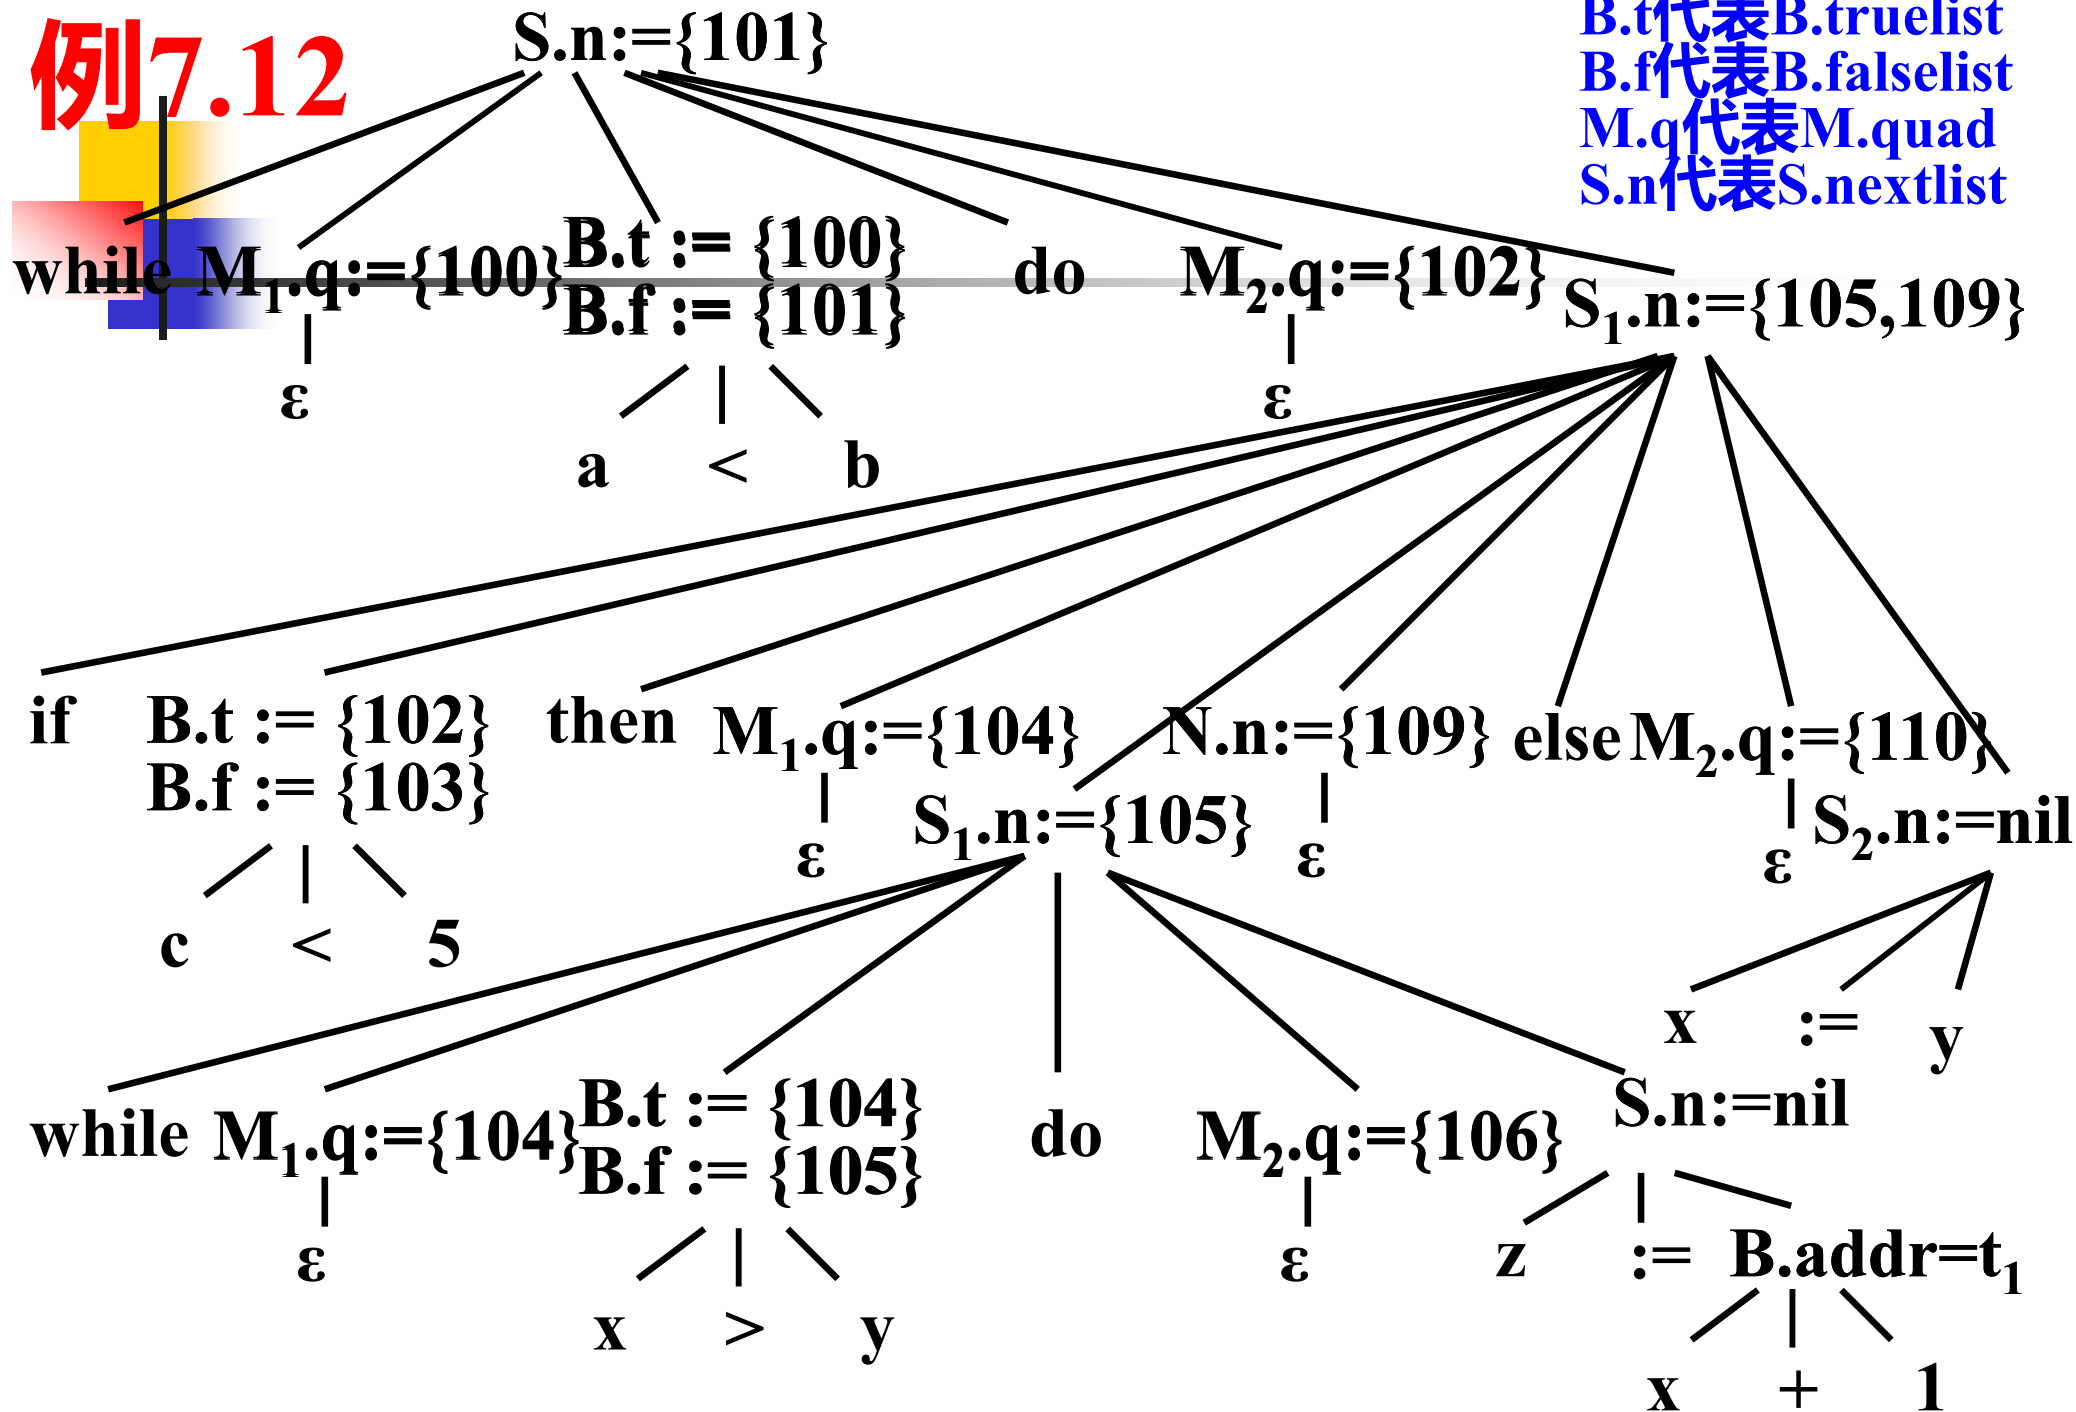 例7.12
S.n:={101}
B.t代表B.truelist
B.f代表B.falselist
M.q代表M.quad
S.n代表S.nextlist
while M₁.q:={100} B.t := {100} do M₂.q:={102} S₁.n:={105,109}
B.f := {101}
ε ε
a < b
if B.t := {102} then M₁.q:={104} N.n:={109} else M₂.q:={110}
B.f := {103} S₁.n:={105} S₂.n:=nil
ε ε ε
c < 5
x := y
while M₁.q:={104} B.t := {104} do M₂.q:={106} S.n:=nil
B.f := {105}
ε ε z := B.addr=t₁
x > y
x + 1